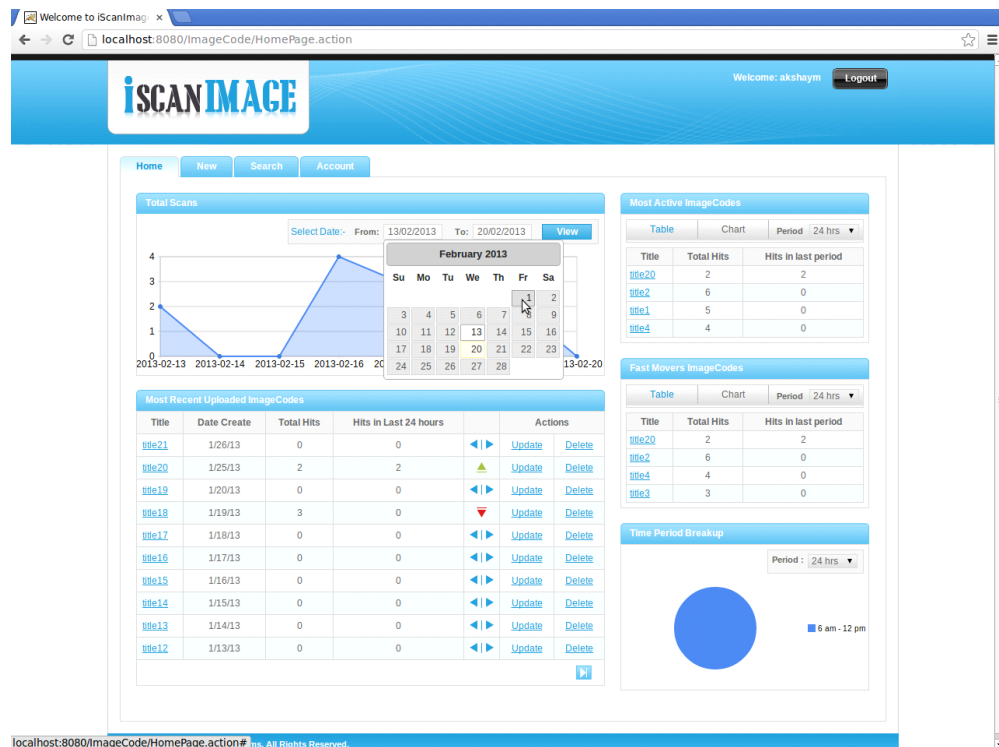 Welcome to iScanImag
localhost:8080/ImageCode/HomePage.action
iSCANIMAGE
Welcome: akshaym
Logout
Home New Search Account
Total Scans
Select Date:- From: 13/02/2013 To: 20/02/2013 View
February 2013
Su Mo Tu We Th Fr Sa
1 2
3 4 5 6 7 8 9
10 11 12 13 14 15 16
17 18 19 20 21 22 23
24 25 26 27 28
4
3
2
1
0
2013-02-13 2013-02-14 2013-02-15 2013-02-16 20 13-02-20
Most Recent Uploaded ImageCodes
Title Date Create Total Hits Hits in Last 24 hours Actions
title21 1/26/13 0 0 Update Delete
title20 1/25/13 2 2 Update Delete
title19 1/20/13 0 0 Update Delete
title18 1/19/13 3 0 Update Delete
title17 1/18/13 0 0 Update Delete
title16 1/17/13 0 0 Update Delete
title15 1/16/13 0 0 Update Delete
title14 1/15/13 0 0 Update Delete
title13 1/14/13 0 0 Update Delete
title12 1/13/13 0 0 Update Delete
Most Active ImageCodes
Table Chart Period 24 hrs
Title Total Hits Hits in last period
title20 2 2
title2 6 0
title1 5 0
title4 4 0
Fast Movers ImageCodes
Table Chart Period 24 hrs
Title Total Hits Hits in last period
title20 2 2
title2 6 0
title4 4 0
title3 3 0
Time Period Breakup
Period : 24 hrs
6 am - 12 pm
localhost:8080/ImageCode/HomePage.action# ms. All Rights Reserved.